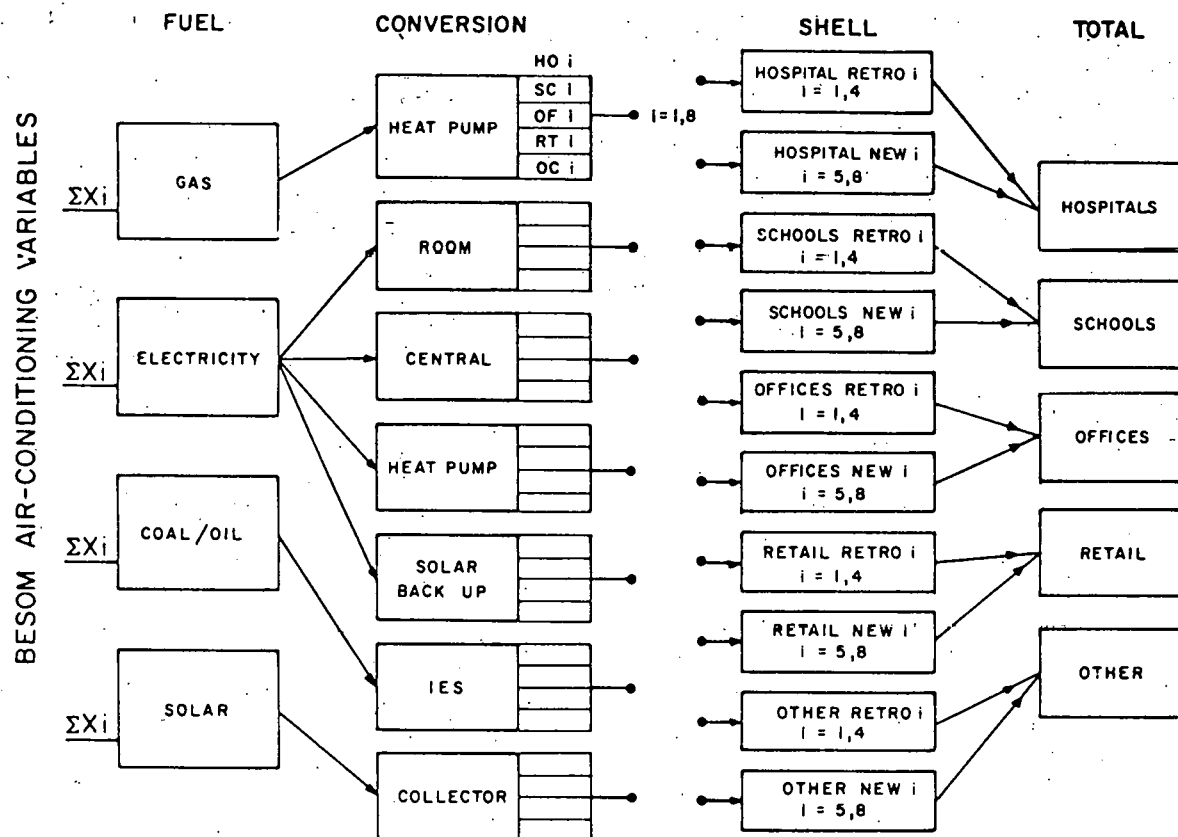 BESOM AIR-CONDITIONING VARIABLES
FUEL
CONVERSION
SHELL
TOTAL
ΣXi
GAS
ΣXi
ELECTRICITY
ΣXi
COAL/OIL
ΣXi
SOLAR
HEAT PUMP
HO i
SC i
OF i
RT i
OC i
i=1,8
ROOM
CENTRAL
HEAT PUMP
SOLAR
BACK UP
IES
COLLECTOR
HOSPITAL RETRO i
i = 1,4
HOSPITAL NEW i
i = 5,8
SCHOOLS RETRO i
i = 1,4
SCHOOLS NEW i
i = 5,8
OFFICES RETRO i
i = 1,4
OFFICES NEW i
i = 5,8
RETAIL RETRO i
i = 1,4
RETAIL NEW i
i = 5,8
OTHER RETRO i
i = 1,4
OTHER NEW i
i = 5,8
HOSPITALS
SCHOOLS
OFFICES
RETAIL
OTHER